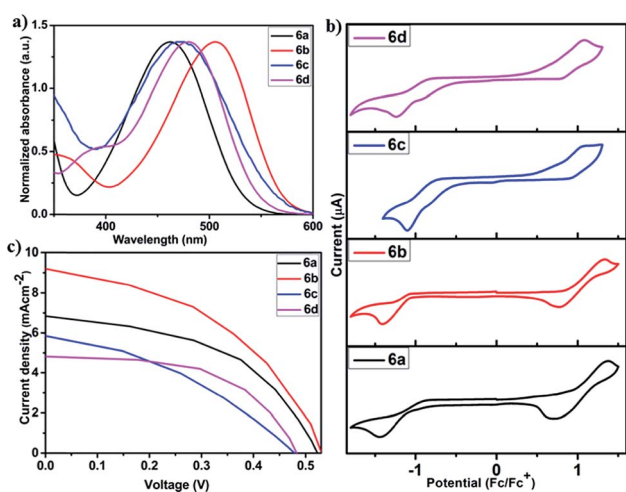 a)
Normalized absorbance (a.u.)
1.5
1.0
0.5
0.0
6a
6b
6c
6d
400
500
600
Wavelength (nm)
c)
Current density (mAcm-2)
10
8
6
4
2
0
6a
6b
6c
6d
0.0
0.1
0.2
0.3
0.4
0.5
Voltage (V)
b)
Current (μA)
6d
6c
6b
6a
-1
0
1
Potential (Fc/Fc+)